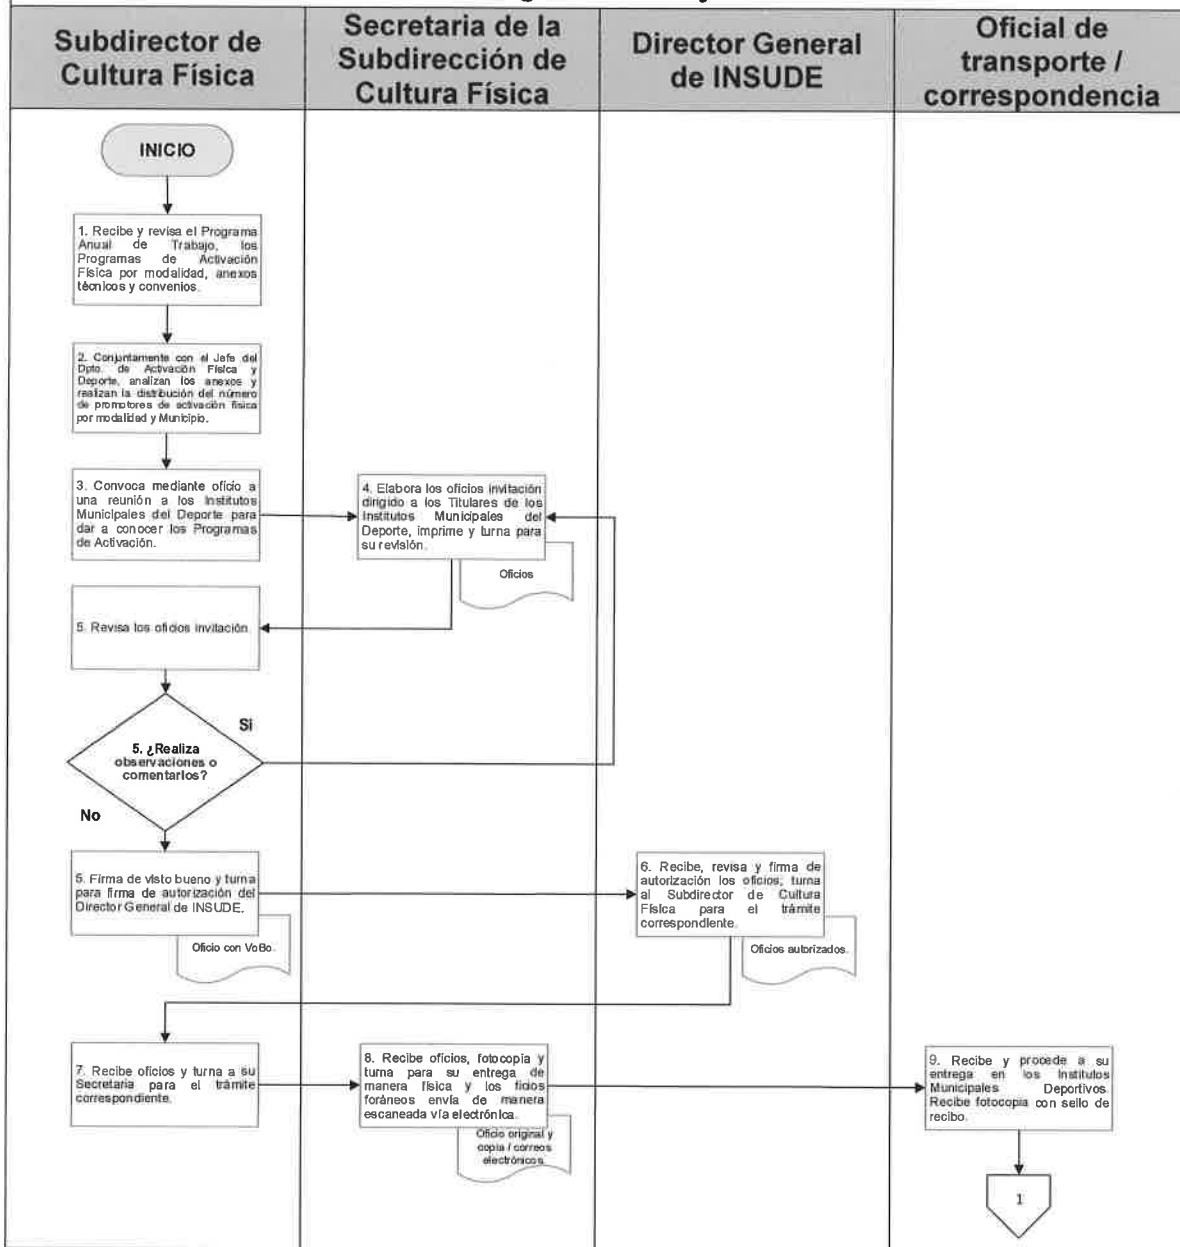 Subdirector de
Cultura Física
Secretaria de la
Subdirección de
Cultura Física
Director General
de INSUDE
Oficial de
transporte /
correspondencia
INICIO
1. Recibe y revisa el Programa
Anual de Trabajo, los
Programas de Activación
Física por modalidad, anexos
técnicos y convenios.
2. Conjuntamente con el Jefe del
Dpto. de Activación Física y
Deporte, analizan los anexos y
realizan la distribución del número
de promotores de activación física
por modalidad y Municipio.
3. Convoca mediante oficio a
una reunión a los Institutos
Municipales del Deporte para
dar a conocer los Programas
de Activación.
4. Elabora los oficios invitación
dirigido a los Titulares de los
Institutos Municipales del
Deporte, imprime y turna para
su revisión.
Oficios
5. Revisa los oficios invitación.
Si
5. ¿Realiza
observaciones o
comentarios?
No
5. Firma de visto bueno y turna
para firma de autorización del
Director General de INSUDE.
Oficio con VoBo.
6. Recibe, revisa y firma de
autorización los oficios; turna
al Subdirector de Cultura
Física para el trámite
correspondiente.
Oficios autorizados.
7. Recibe oficios y turna a su
Secretaria para el trámite
correspondiente.
8. Recibe oficios, fotocopia y
turna para su entrega de
manera física y los ficios
foráneos envía de manera
escaneada vía electrónica.
Oficio original y
copia / correos
electrónicos
9. Recibe y procede a su
entrega en los Institutos
Municipales Deportivos.
Recibe fotocopia con sello de
recibo.
1